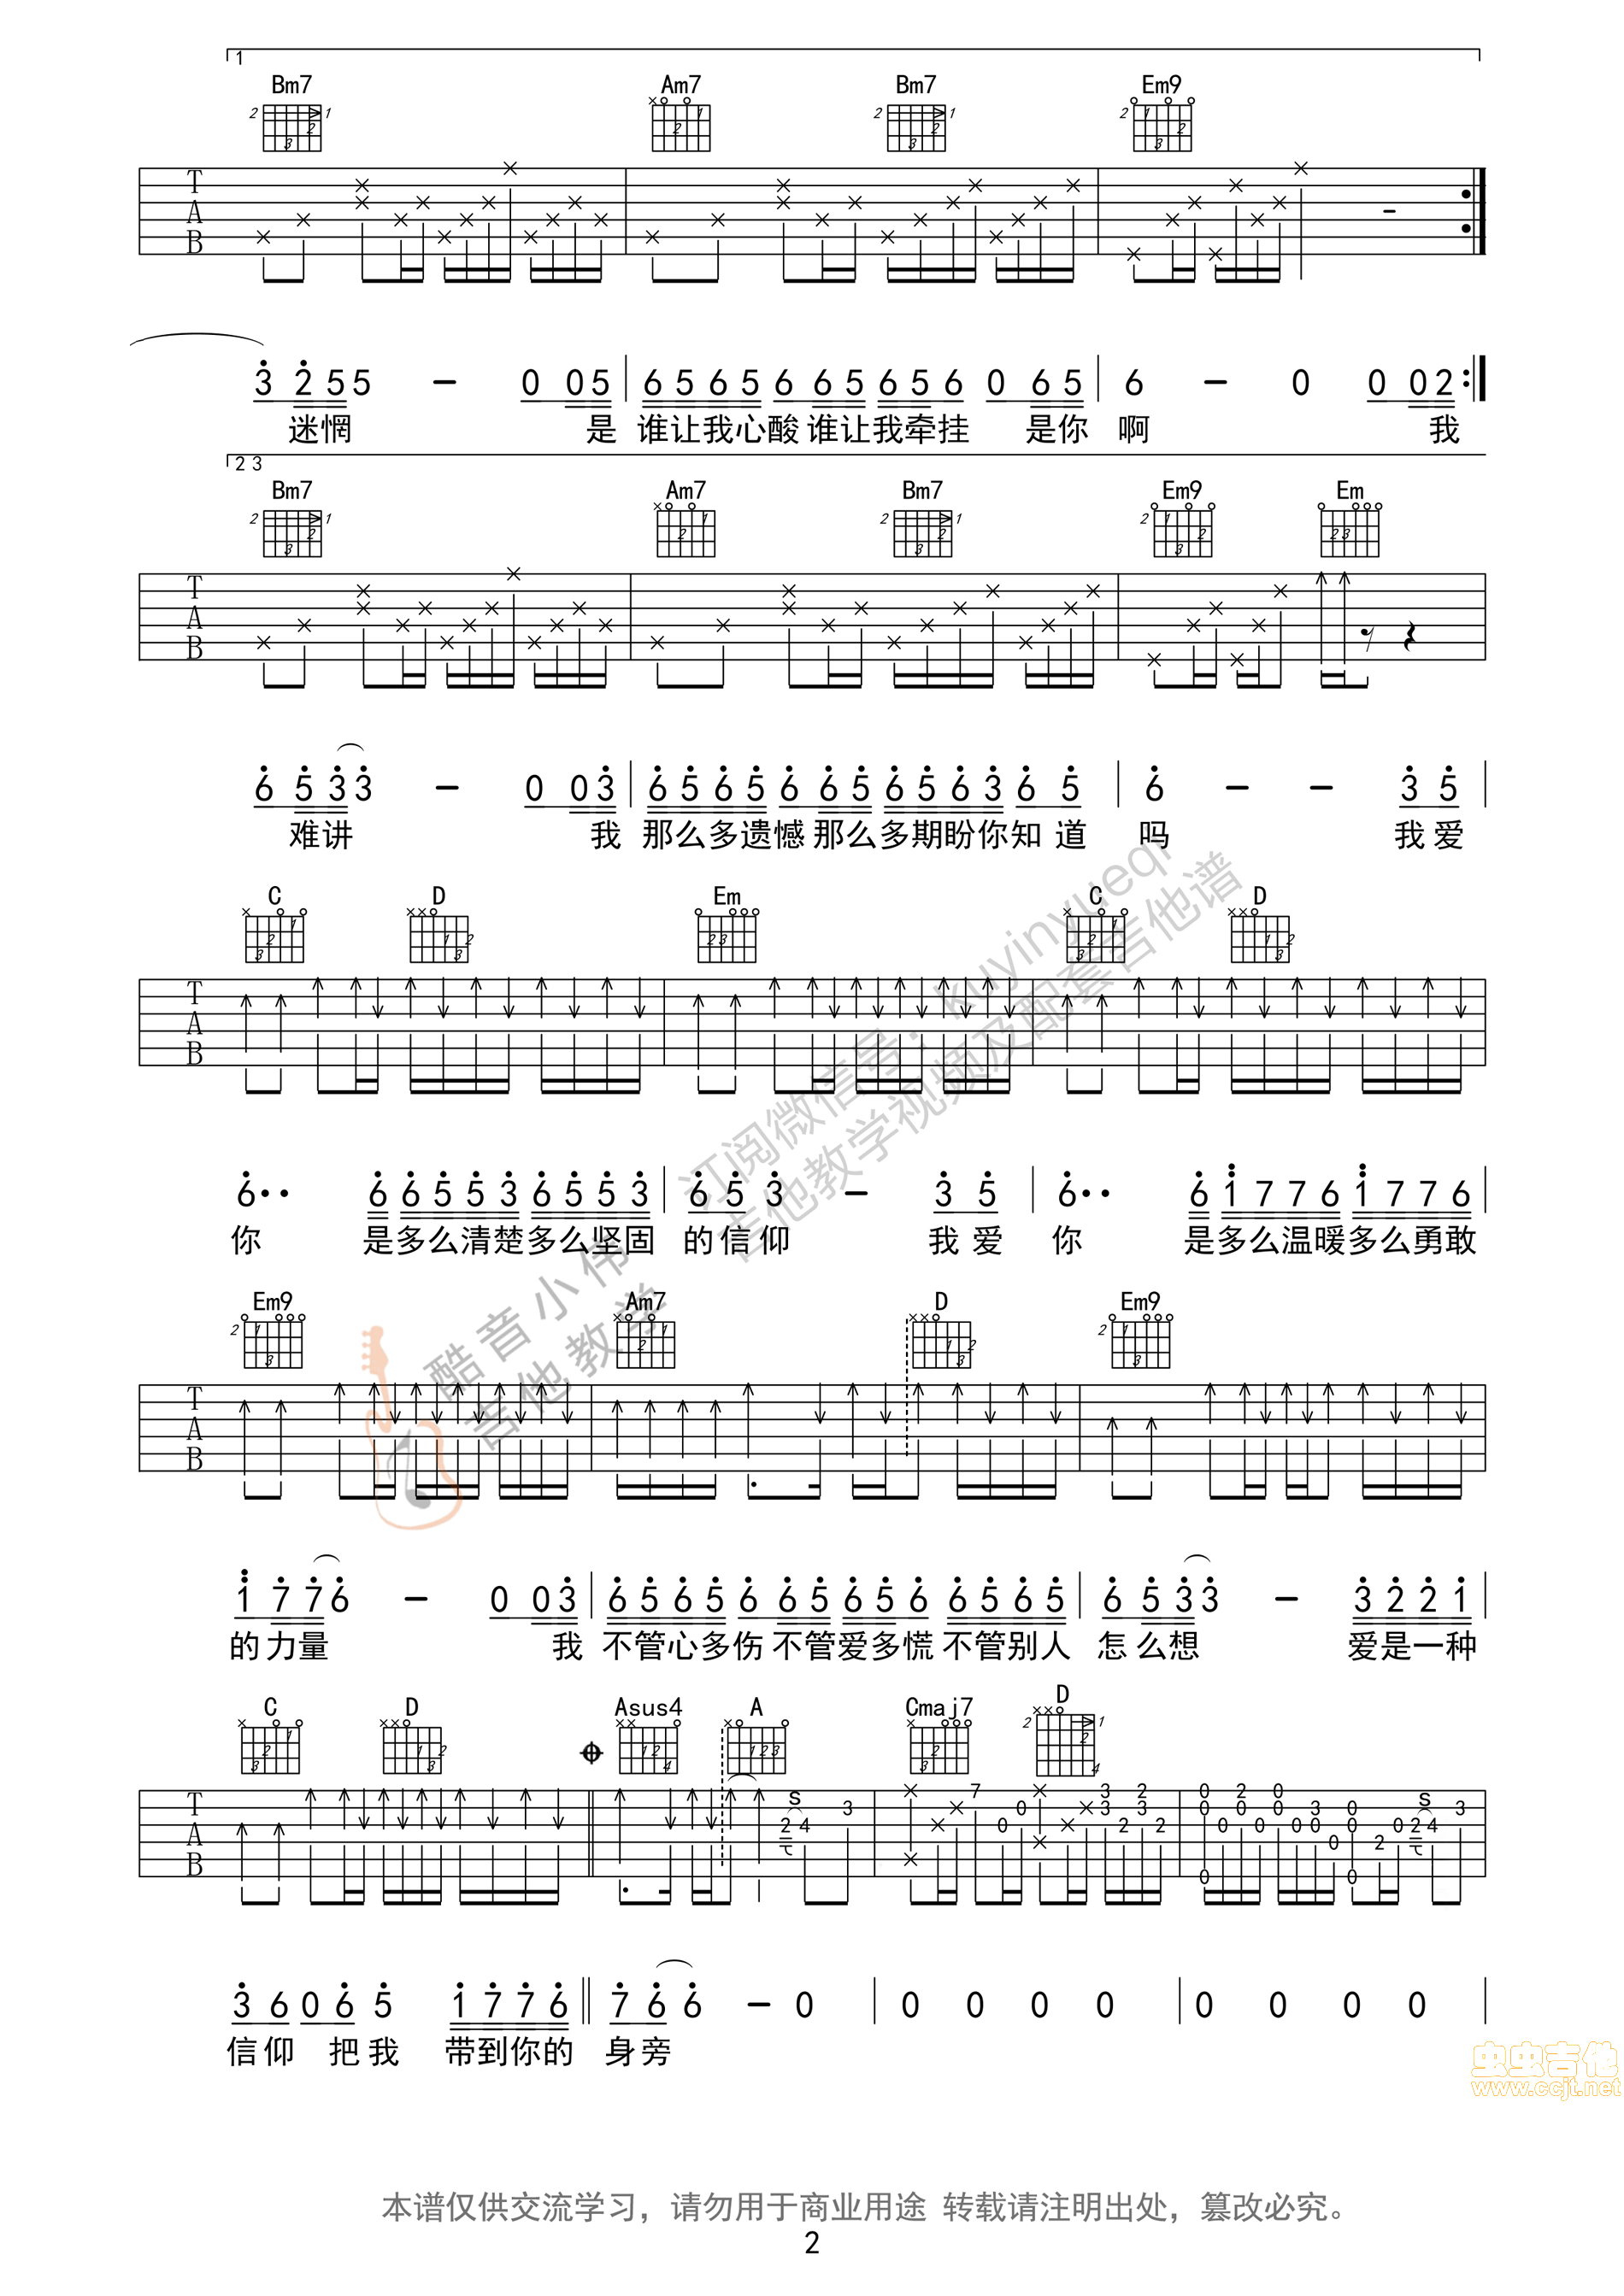 1
Bm7 Am7 Bm7 Em9
3 2 5 5 - 0 0 5 6 5 6 5 6 6 5 6 5 6 0 6 5 6 - 0 0 0 2
迷惘 是 谁让我心酸谁让我牵挂 是你 啊 我
2 3
Bm7 Am7 Bm7 Em9 Em
6 5 3 3 - 0 0 3 6 5 6 5 6 6 5 6 5 6 3 6 5 6 - - 3 5
难讲 我 那么多遗憾那么多期盼你知 道 吗 我 爱
C D Em C D
6·· 6 6 5 5 3 6 5 5 3 6 5 3 - 3 5 6·· 6 1 7 7 6 1 7 7 6
你 是多么清楚多么坚固 的信仰 我 爱 你 是多么温暖多么勇敢
Em9 Am7 D Em9
1 7 7 6 - 0 0 3 6 5 6 5 6 6 5 6 5 6 6 5 6 5 6 5 3 3 - 3 2 2 1
的力量 我 不管心多伤不管爱多慌不管别人 怎么想 爱是一种
C D Asus4 A Cmaj7 D
3 6 0 6 5 1 7 7 6 7 6 6 - 0 0 0 0 0 0 0 0 0
信仰 把我 带到你的 身旁
订阅微信号：kuyinyueqi
吉他教学视频及配套吉他谱
酷音小伟
吉他教学
虫虫吉他
www.ccjt.net
本谱仅供交流学习，请勿用于商业用途 转载请注明出处，篡改必究。
2